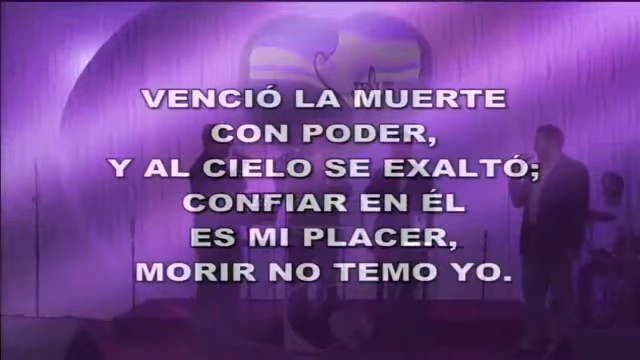 VENCIÓ LA MUERTE
CON PODER,
Y AL CIELO SE EXALTÓ;
CONFIAR EN ÉL
ES MI PLACER,
MORIR NO TEMO YO.